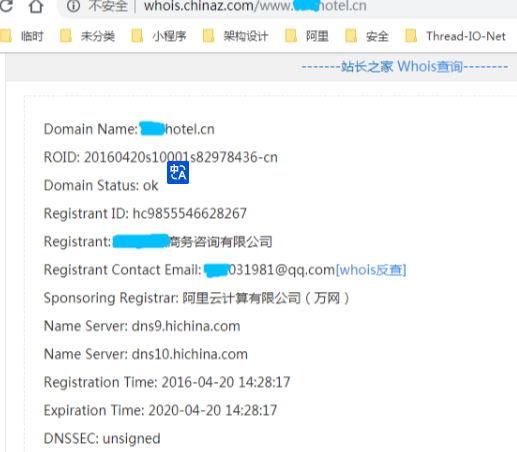 不安全 whois.chinaz.com/www.hotel.cn
临时 未分类 小程序 架构设计 阿里 安全 Thread-IO-Net
-------站长之家 Whois查询--------
Domain Name: hotel.cn
ROID: 20160420s10001s82978436-cn
Domain Status: ok
Registrant ID: hc9855546628267
Registrant: 商务咨询有限公司
Registrant Contact Email: 031981@qq.com[whois反查]
Sponsoring Registrar: 阿里云计算有限公司（万网）
Name Server: dns9.hichina.com
Name Server: dns10.hichina.com
Registration Time: 2016-04-20 14:28:17
Expiration Time: 2020-04-20 14:28:17
DNSSEC: unsigned